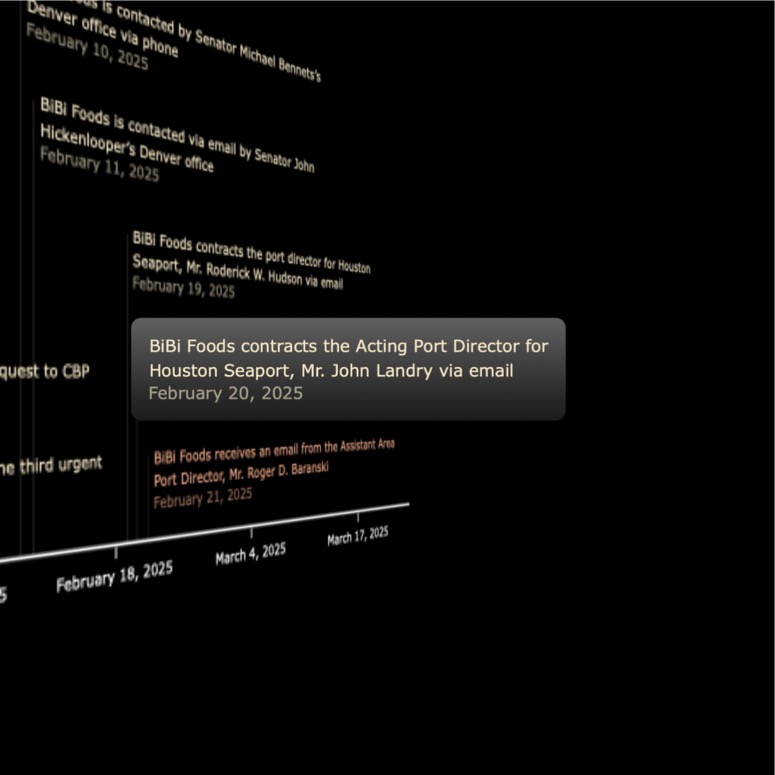 is contacted by Senator Michael Bennets's
Denver office via phone
February 10, 2025
BiBi Foods is contacted via email by Senator John
Hickenlooper's Denver office
February 11, 2025
BiBi Foods contracts the port director for Houston
Seaport, Mr. Roderick W. Hudson via email
February 19, 2025
BiBi Foods contracts the Acting Port Director for
Houston Seaport, Mr. John Landry via email
February 20, 2025
quest to CBP
BiBi Foods receives an email from the Assistant Area
Port Director, Mr. Roger D. Baranski
February 21, 2025
he third urgent
5
February 18, 2025
March 4, 2025
March 17, 2025